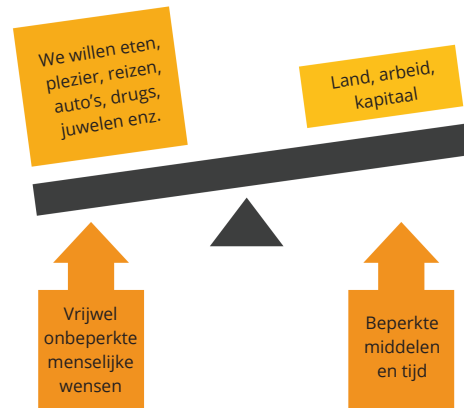 We willen eten,
plezier, reizen,
auto's, drugs,
juwelen enz.
Land, arbeid,
kapitaal
Vrijwel
onbeperkte
menselijke
wensen
Beperkte
middelen
en tijd